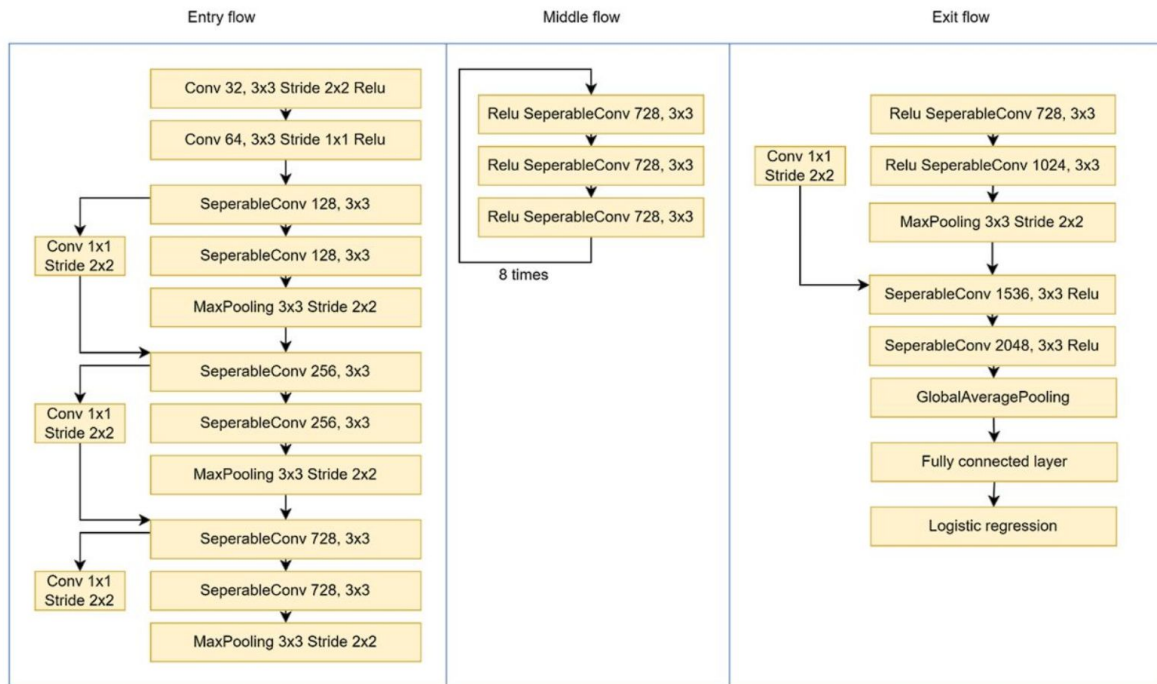 Entry flow
Conv 32, 3x3 Stride 2x2 Relu
Conv 64, 3x3 Stride 1x1 Relu
SeperableConv 128, 3x3
Conv 1x1
Stride 2x2
SeperableConv 128, 3x3
MaxPooling 3x3 Stride 2x2
SeperableConv 256, 3x3
Conv 1x1
Stride 2x2
SeperableConv 256, 3x3
MaxPooling 3x3 Stride 2x2
SeperableConv 728, 3x3
Conv 1x1
Stride 2x2
SeperableConv 728, 3x3
MaxPooling 3x3 Stride 2x2
Middle flow
Relu SeperableConv 728, 3x3
Relu SeperableConv 728, 3x3
Relu SeperableConv 728, 3x3
8 times
Exit flow
Relu SeperableConv 728, 3x3
Conv 1x1
Stride 2x2
Relu SeperableConv 1024, 3x3
MaxPooling 3x3 Stride 2x2
SeperableConv 1536, 3x3 Relu
SeperableConv 2048, 3x3 Relu
GlobalAveragePooling
Fully connected layer
Logistic regression